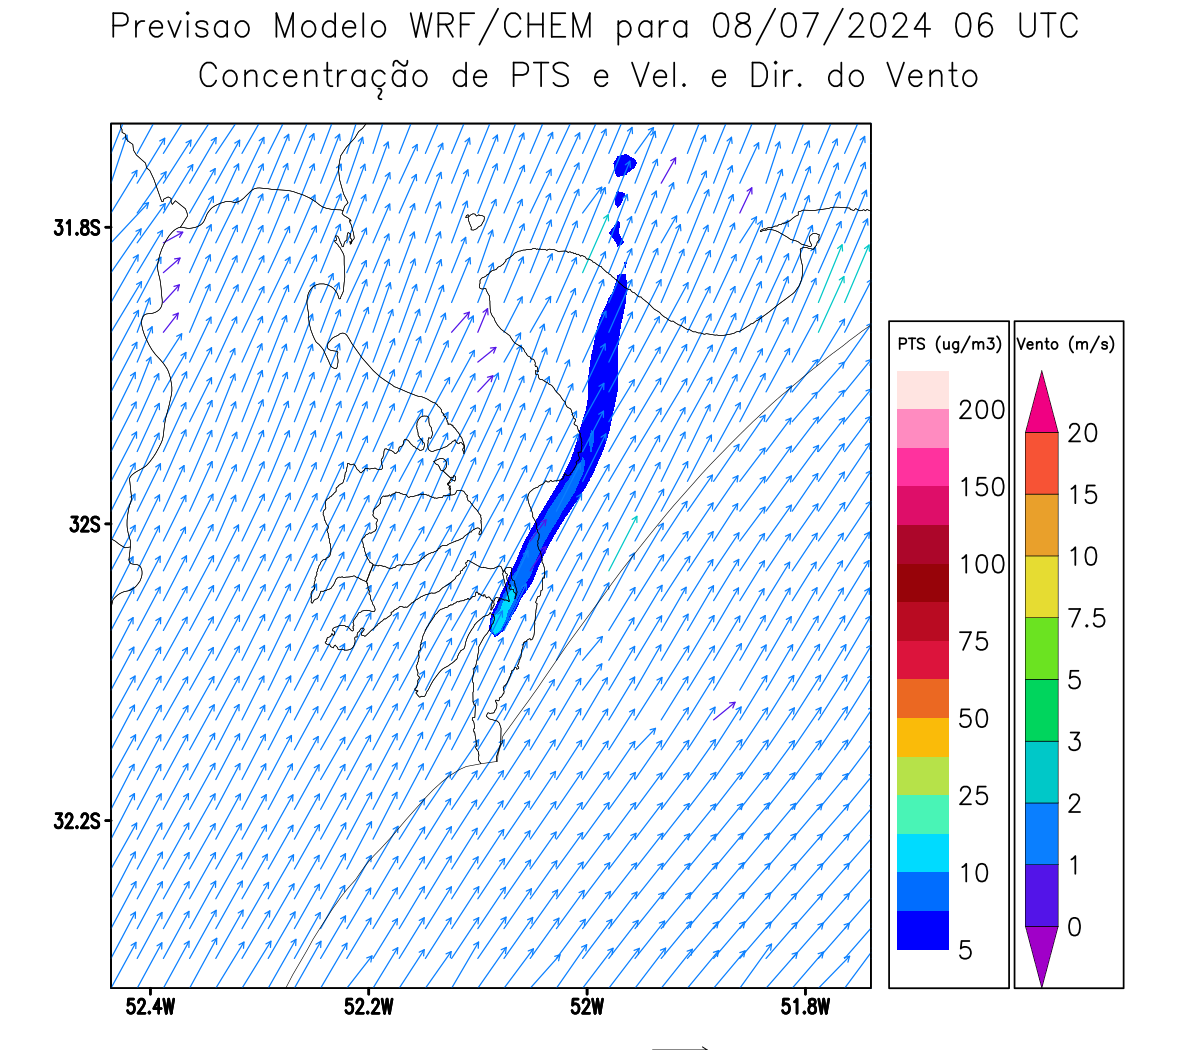 Previsao Modelo WRF/CHEM para 08/07/2024 06 UTC
Concentração de PTS e Vel. e Dir. do Vento
31.8S
32S
32.2S
52.4W 52.2W 52W 51.8W
PTS (ug/m3)
200
150
100
75
50
25
10
5
Vento (m/s)
20
15
10
7.5
5
3
2
1
0